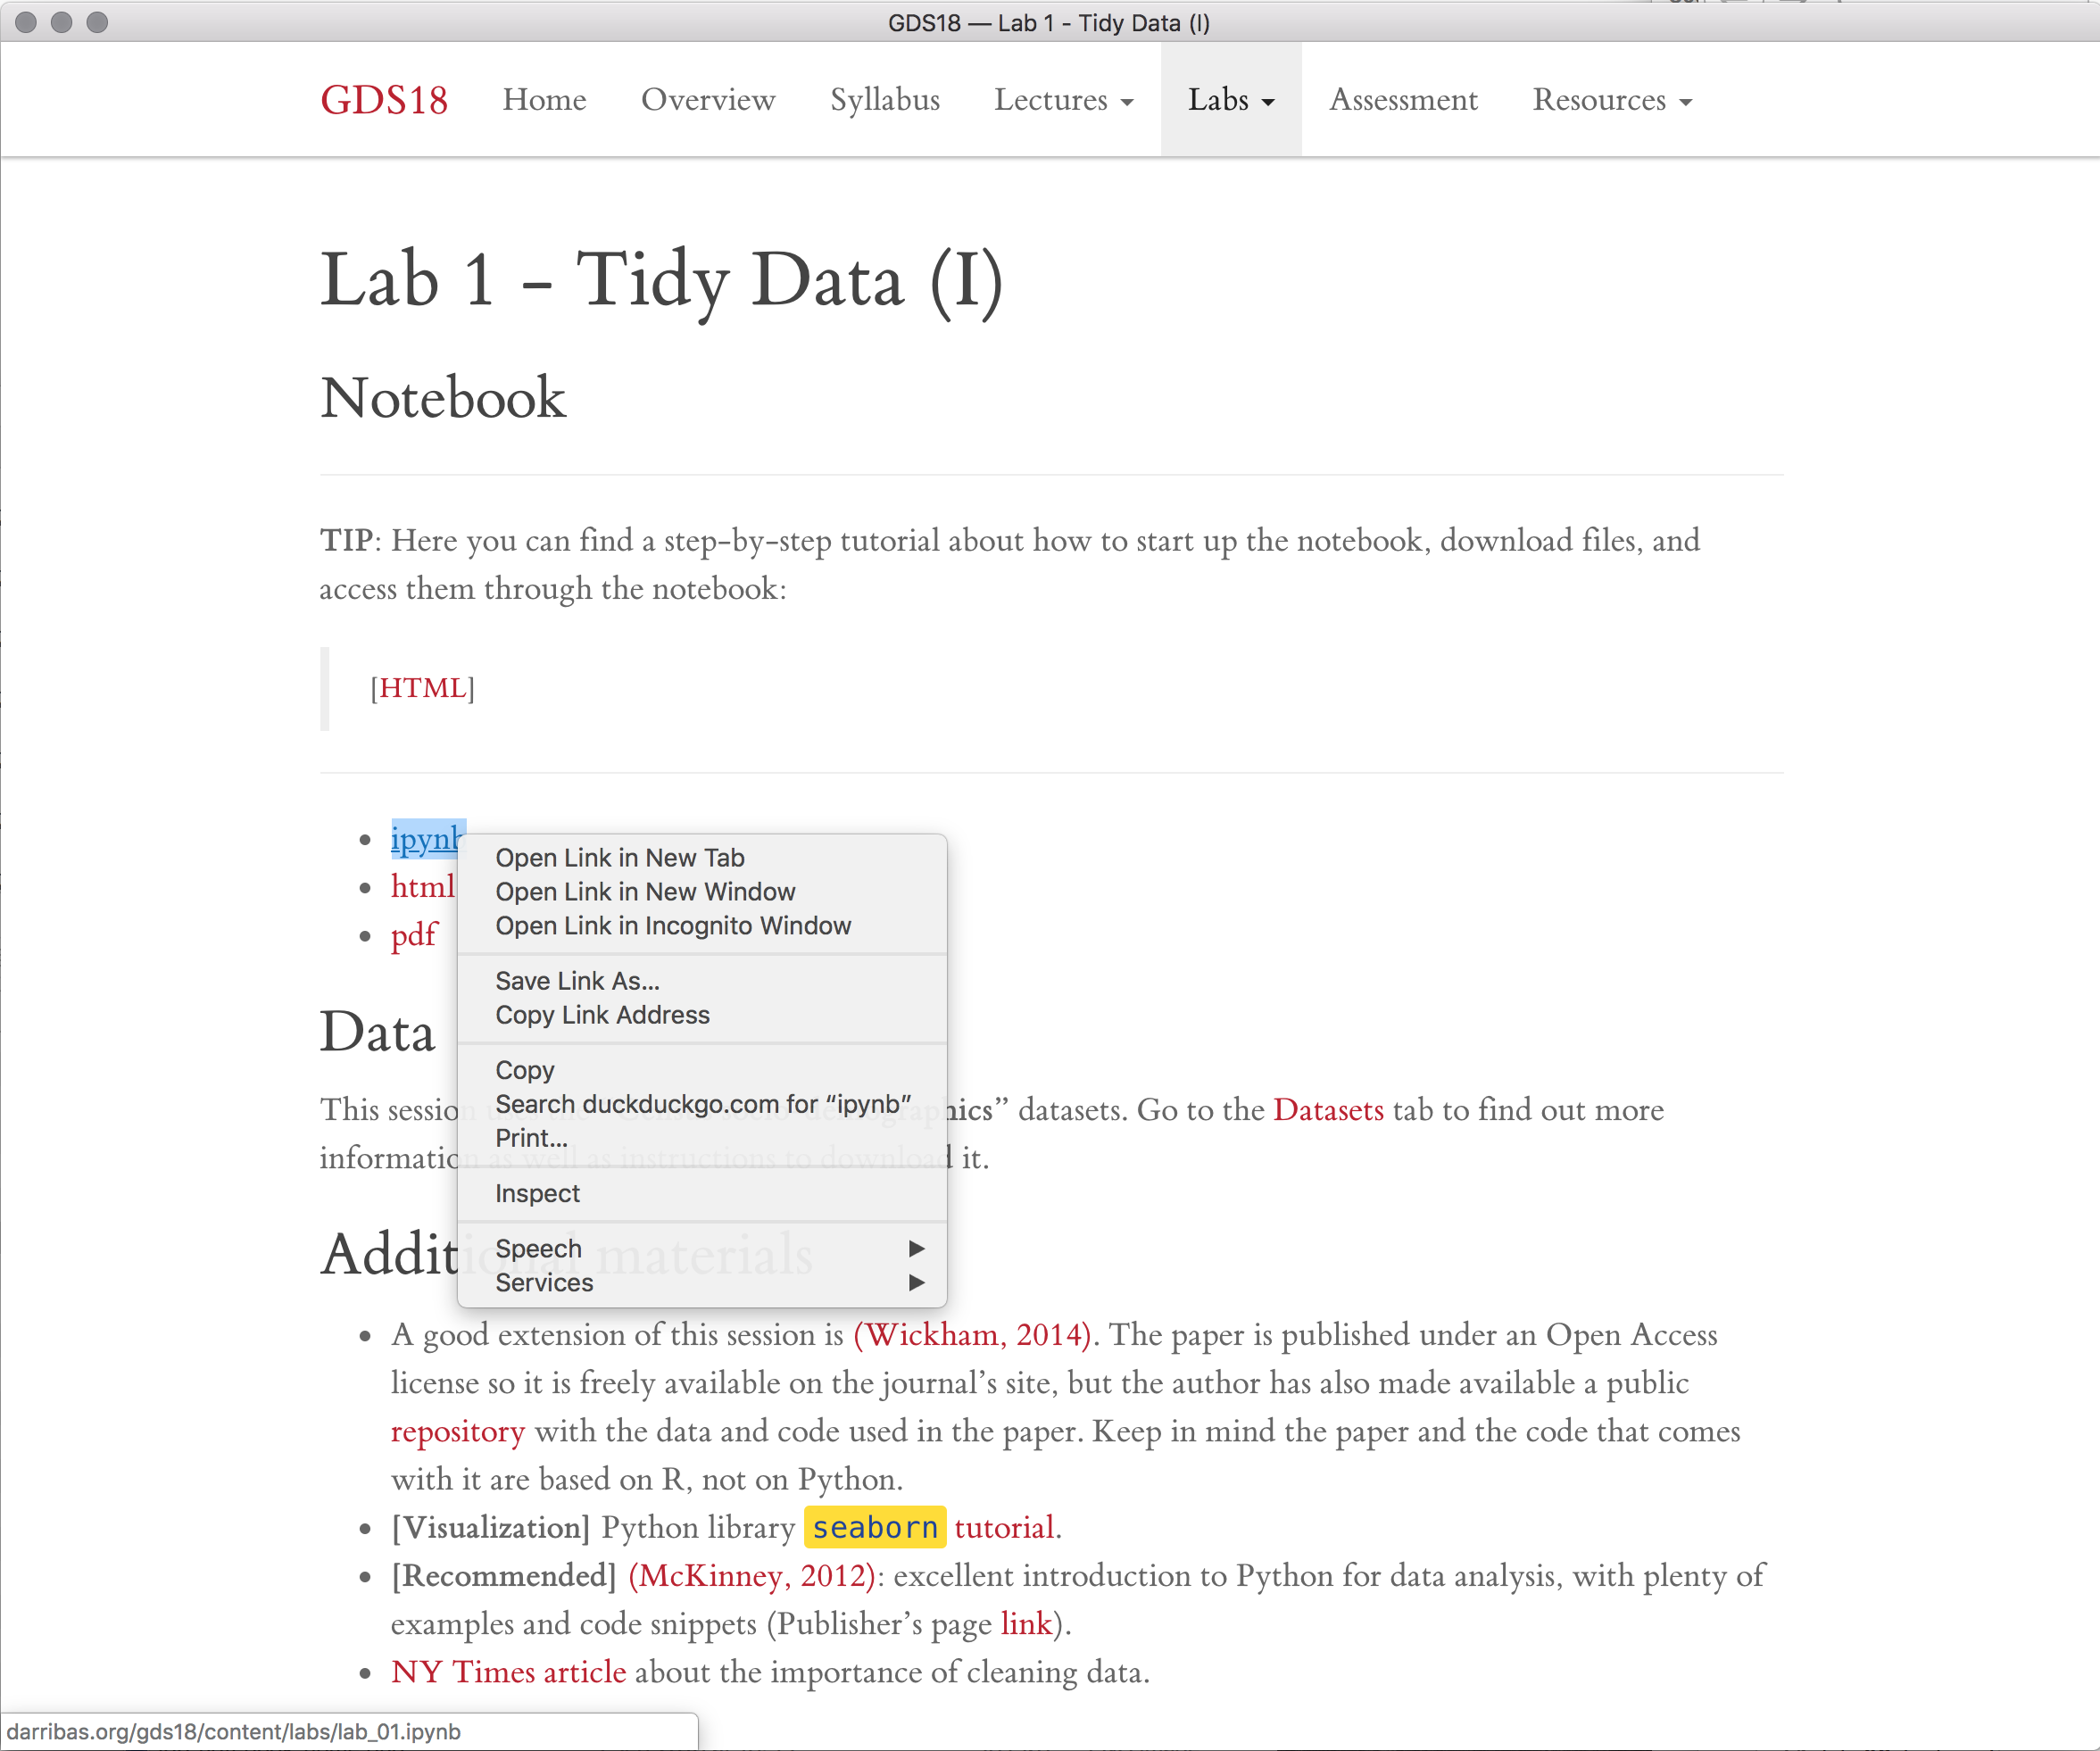 GDS18 — Lab 1 - Tidy Data (I)
GDS18 Home Overview Syllabus Lectures Labs Assessment Resources
Lab 1 - Tidy Data (I)
Notebook
TIP: Here you can find a step-by-step tutorial about how to start up the notebook, download files, and
access them through the notebook:
[HTML]
ipynb
html
pdf
Open Link in New Tab
Open Link in New Window
Open Link in Incognito Window
Save Link As...
Copy Link Address
Copy
Search duckduckgo.com for “ipynb”
Print...
Inspect
Speech
Services
Data
This session datasets. Go to the Datasets tab to find out more
information as well as instructions to download it.
Additional materials
A good extension of this session is (Wickham, 2014). The paper is published under an Open Access
license so it is freely available on the journal’s site, but the author has also made available a public
repository with the data and code used in the paper. Keep in mind the paper and the code that comes
with it are based on R, not on Python.
[Visualization] Python library seaborn tutorial.
[Recommended] (McKinney, 2012): excellent introduction to Python for data analysis, with plenty of
examples and code snippets (Publisher’s page link).
NY Times article about the importance of cleaning data.
darribas.org/gds18/content/labs/lab_01.ipynb